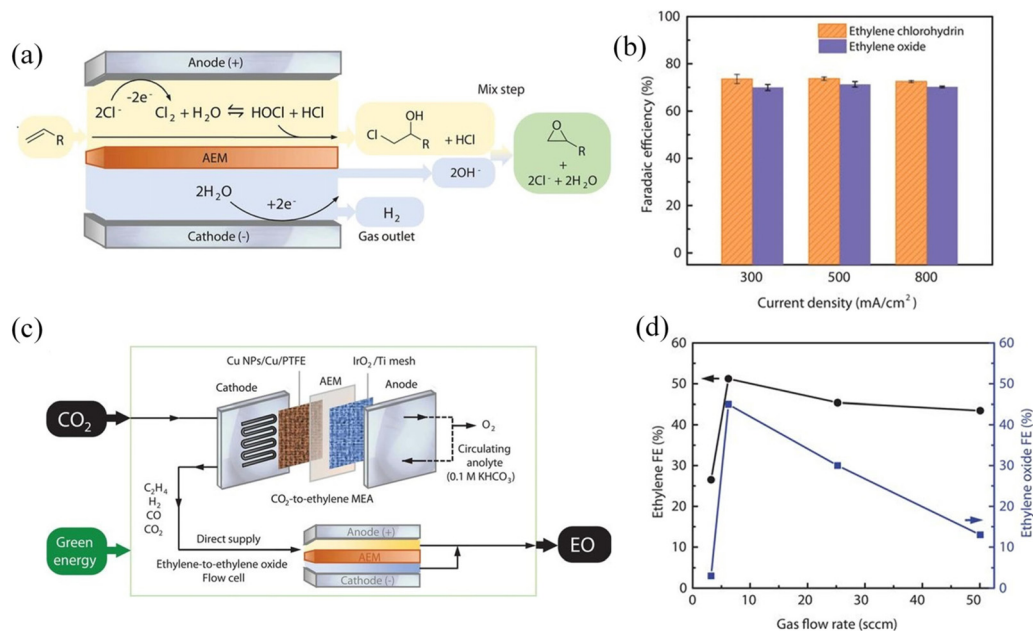 (a)
Anode (+)
2Cl⁻
-2e⁻
Cl₂ + H₂O ⇌ HOCl + HCl
R
AEM
2H₂O
+2e⁻
Cathode (-)
Cl
OH
R
+ HCl
2OH⁻
H₂
Gas outlet
Mix step
O
R
+
2Cl⁻ + 2H₂O
(b)
Ethylene chlorohydrin
Ethylene oxide
Faradaic efficiency (%)
100
80
60
40
20
0
300
500
800
Current density (mA/cm²)
(c)
Cu NPs/Cu/PTFE
IrO₂/Ti mesh
Cathode
AEM
Anode
CO₂
O₂
Circulating
anolyte
(0.1 M KHCO₃)
CO₂-to-ethylene MEA
C₂H₄
H₂
CO
CO₂
Green
energy
Direct supply
Ethylene-to-ethylene oxide
Flow cell
Anode (+)
AEM
Cathode (-)
EO
(d)
Ethylene FE (%)
60
50
40
30
20
10
0
0
10
20
30
40
50
Gas flow rate (sccm)
60
50
40
30
20
10
0
Ethylene oxide FE (%)